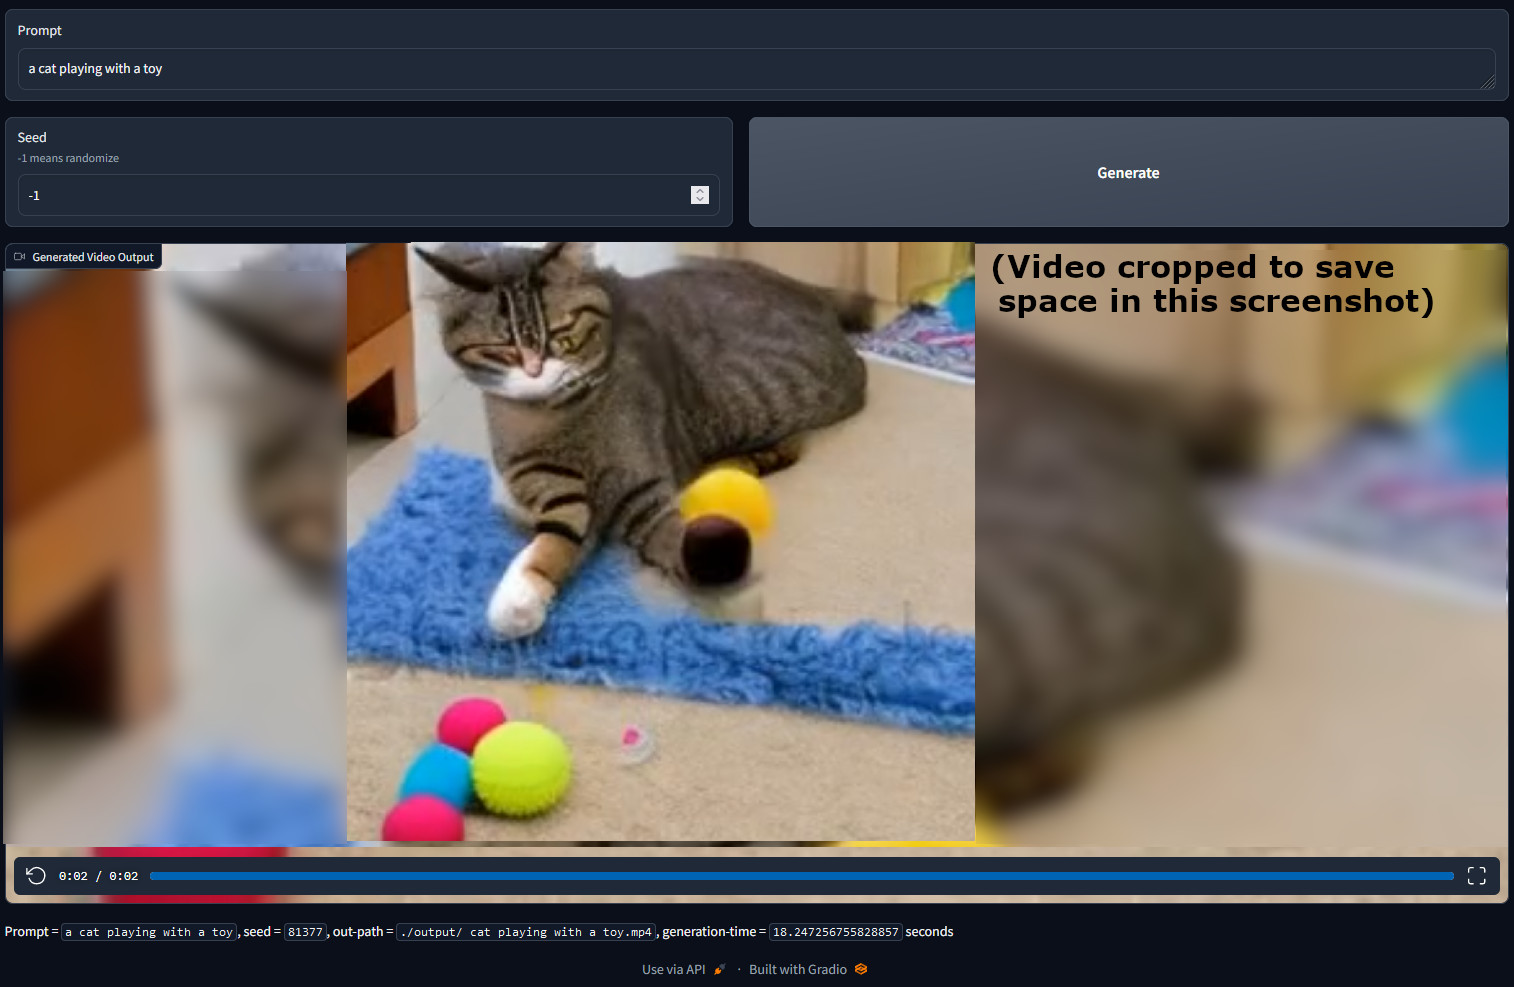 Prompt
a cat playing with a toy
Seed
-1 means randomize
-1
Generate
Generated Video Output
(Video cropped to save
space in this screenshot)
0:02 / 0:02
Prompt = a cat playing with a toy, seed = 81377, out-path = ./output/ cat playing with a toy.mp4, generation-time = 18.247256755828857 seconds
Use via API · Built with Gradio